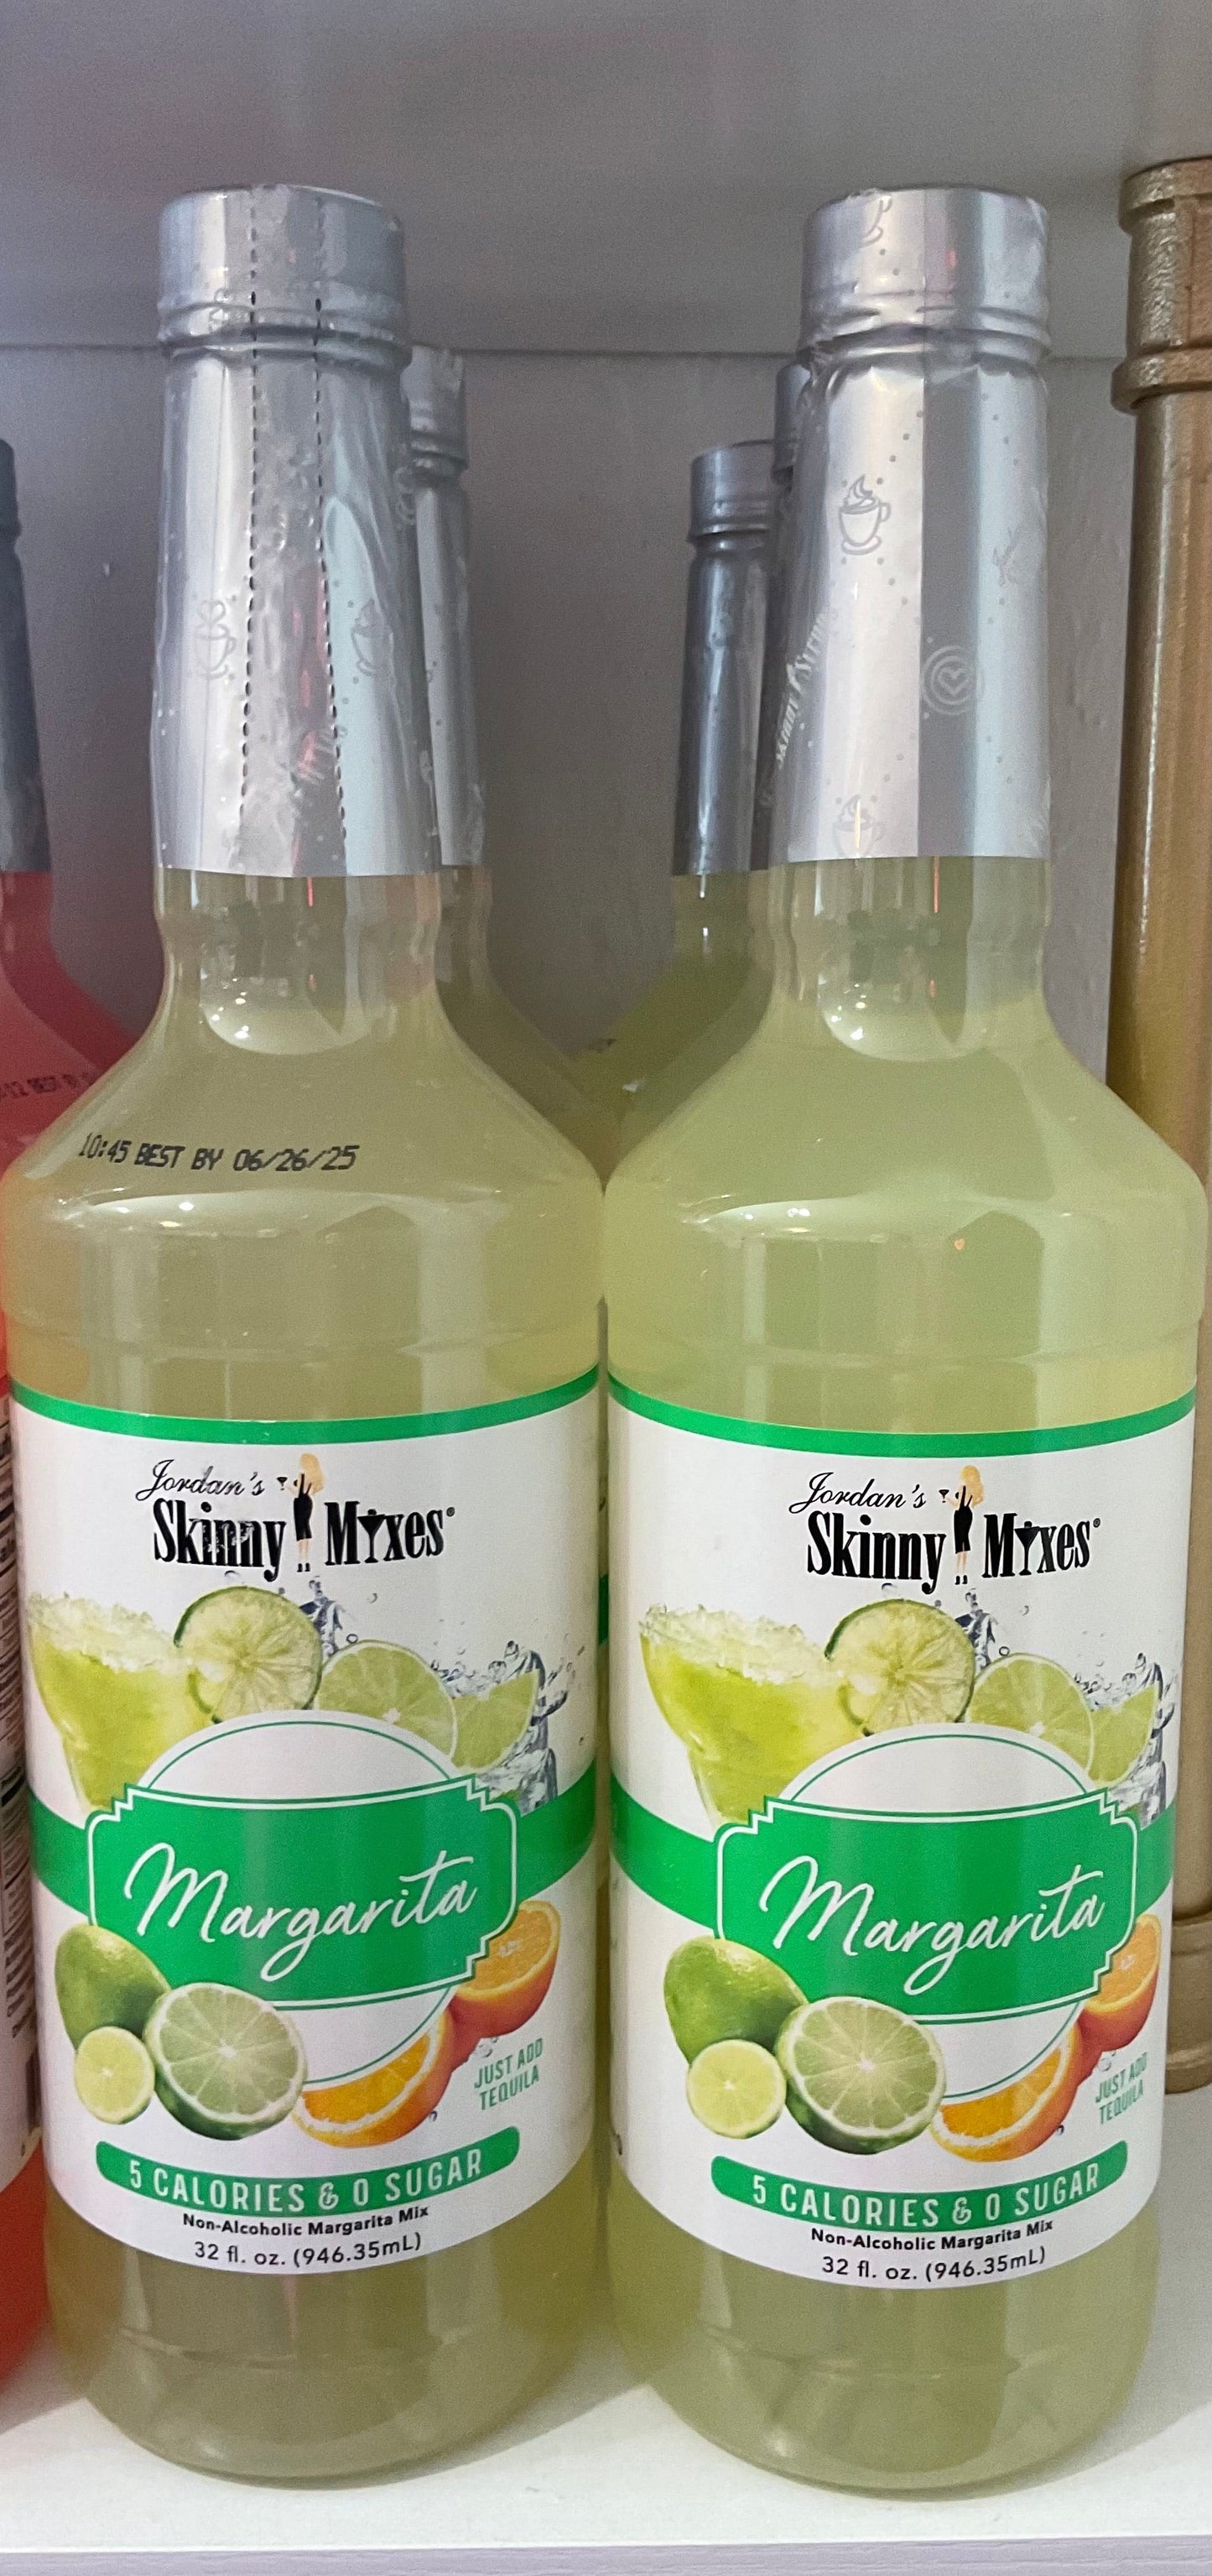 10:45 BEST BY 06/26/25
Jordan's
Skinny Mixes®
Margarita
JUST ADD
TEQUILA
5 CALORIES & 0 SUGAR
Non-Alcoholic Margarita Mix
32 fl. oz. (946.35mL)
Skinny Syrups
Jordan's
Skinny Mixes®
Margarita
JUST ADD
TEQUILA
5 CALORIES & 0 SUGAR
Non-Alcoholic Margarita Mix
32 fl. oz. (946.35mL)